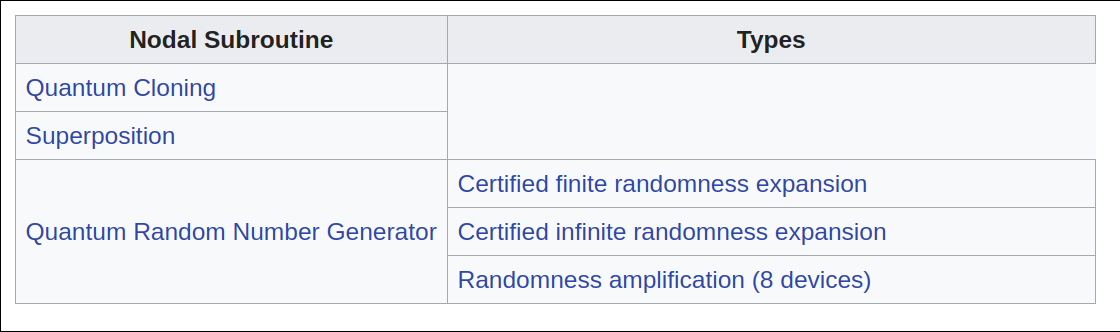 Nodal Subroutine Types
Quantum Cloning
Superposition
Quantum Random Number Generator
Certified finite randomness expansion
Certified infinite randomness expansion
Randomness amplification (8 devices)